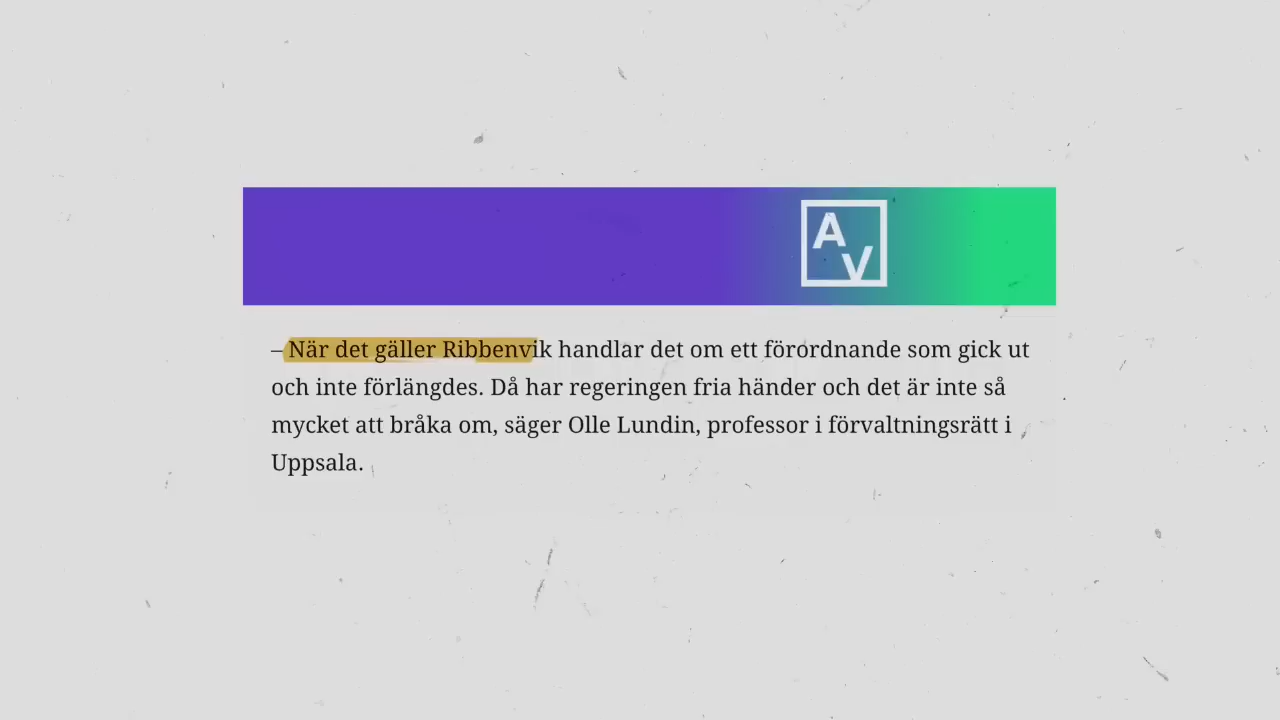 AV
– När det gäller Ribbenvik handlar det om ett förordnande som gick ut
och inte förlängdes. Då har regeringen fria händer och det är inte så
mycket att bråka om, säger Olle Lundin, professor i förvaltningsrätt i
Uppsala.